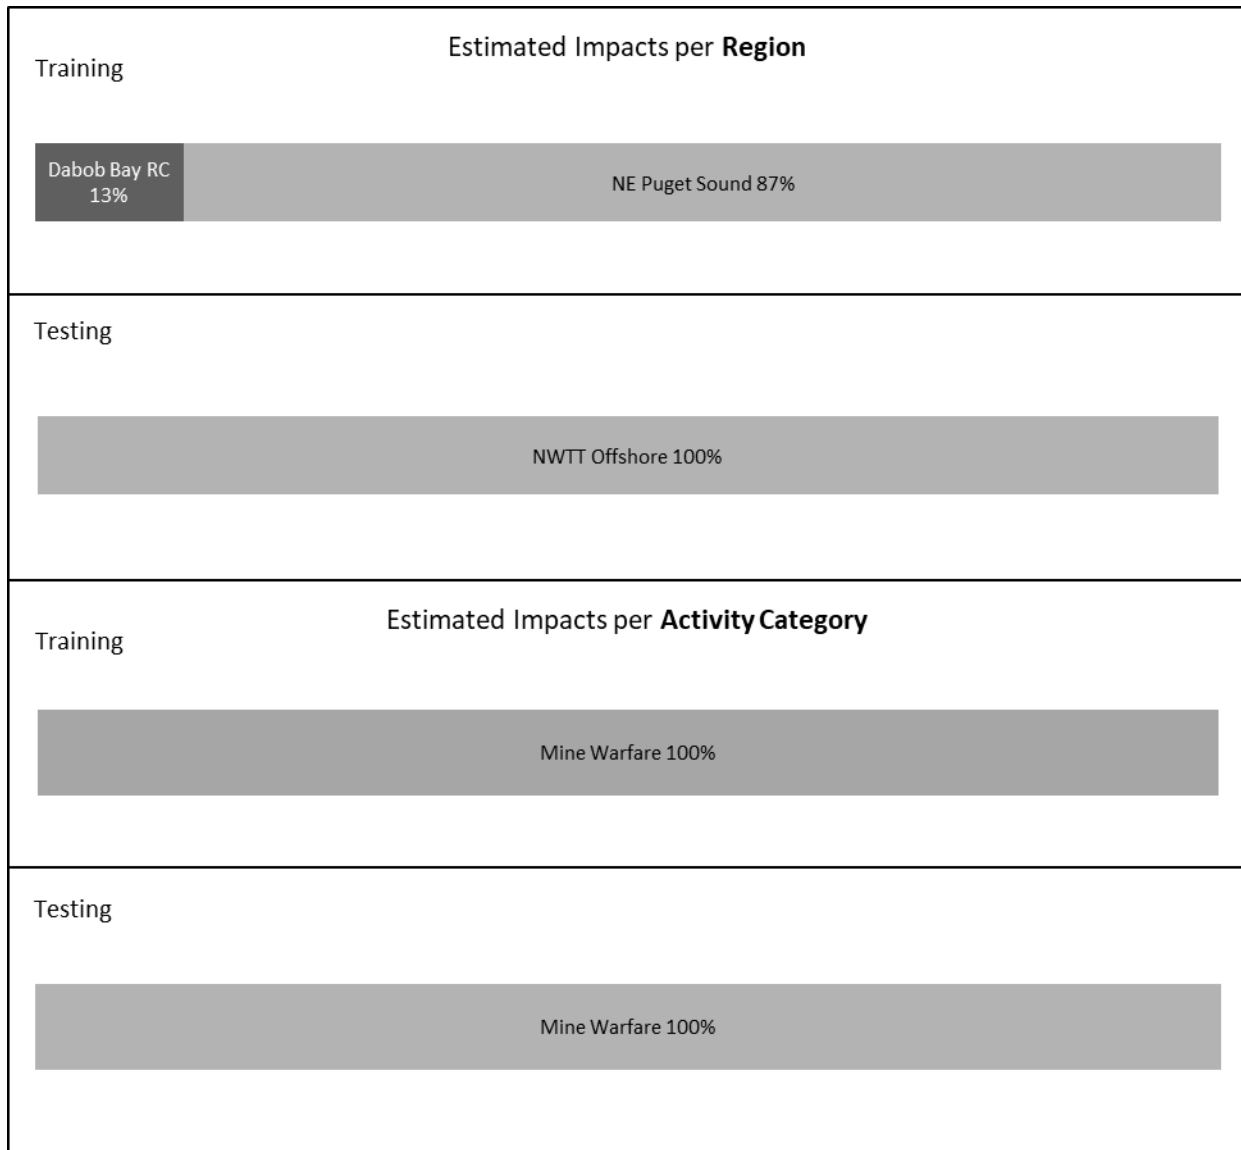 Estimated Impacts per Region
Training
Dabob Bay RC
13%
NE Puget Sound 87%
Testing
NWTT Offshore 100%
Estimated Impacts per Activity Category
Training
Mine Warfare 100%
Testing
Mine Warfare 100%